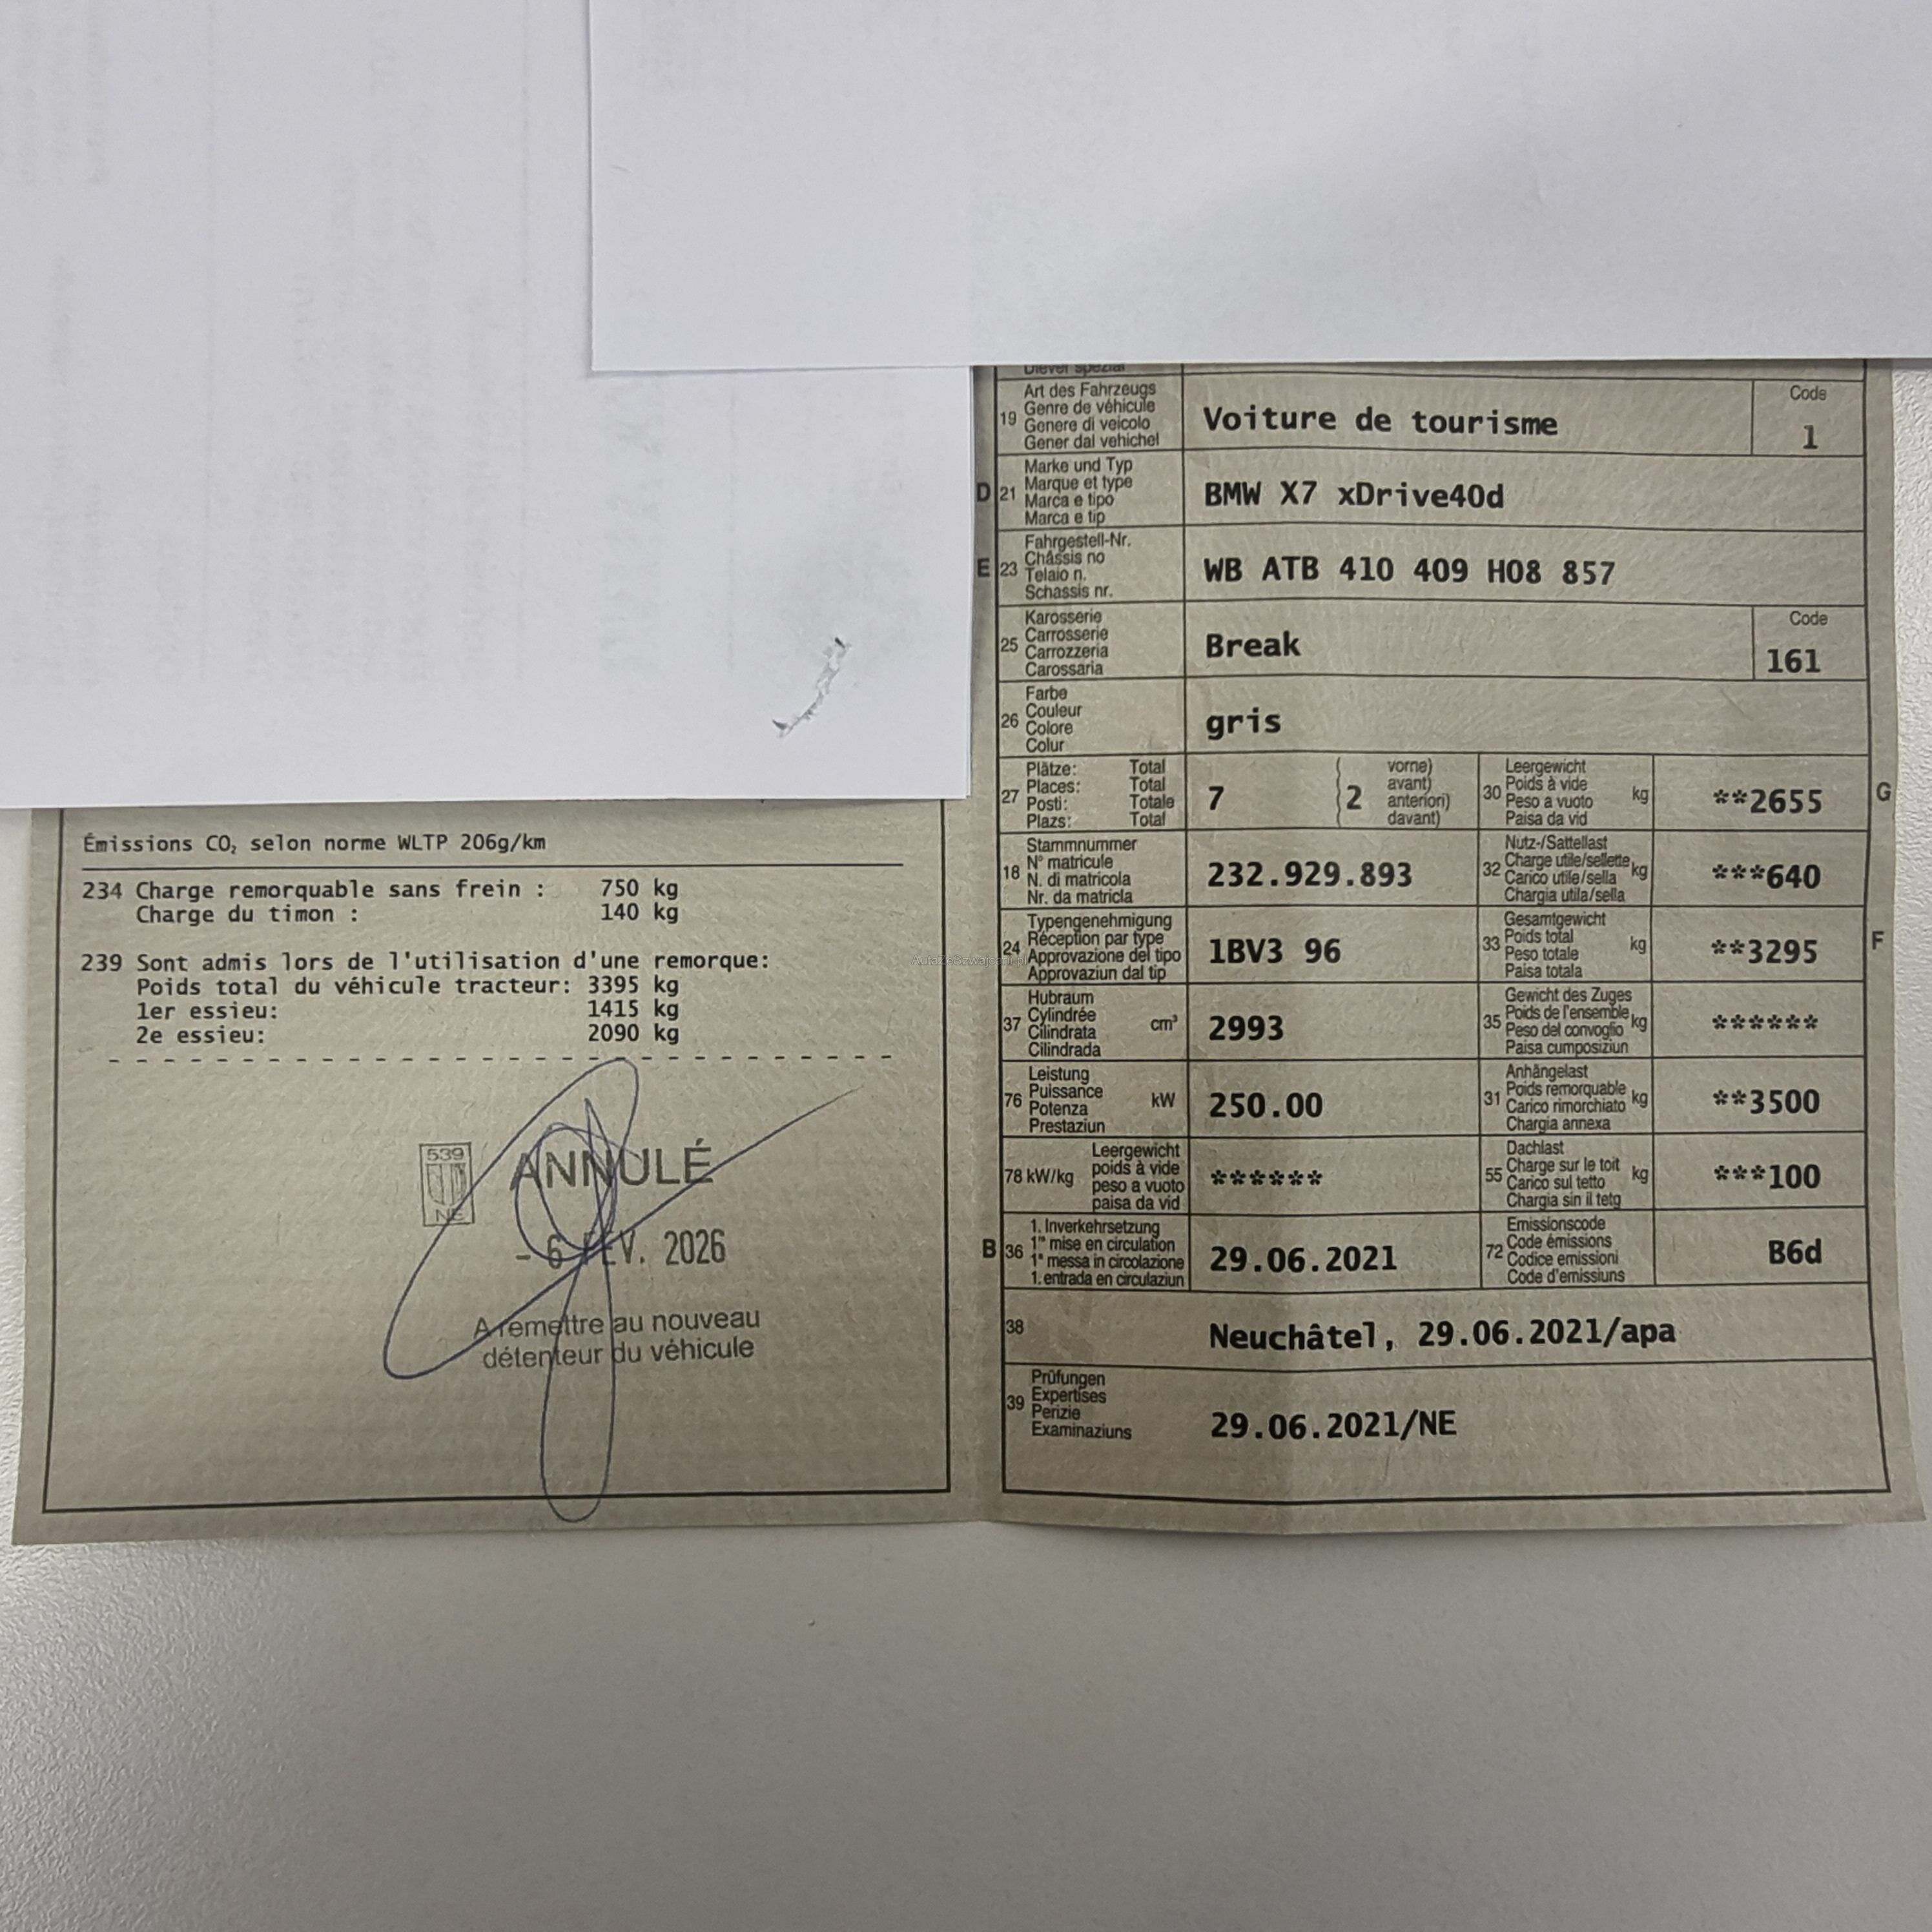 Émissions CO₂ selon norme WLTP 206g/km
234 Charge remorquable sans frein : 750 kg
Charge du timon : 140 kg
239 Sont admis lors de l'utilisation d'une remorque:
Poids total du véhicule tracteur: 3395 kg
1er essieu: 1415 kg
2e essieu: 2090 kg
539
NE
ANNULÉ
- 6 FEV. 2026
A remettre au nouveau
détenteur du véhicule
19
Art des Fahrzeugs
Genre de véhicule
Genere di veicolo
Gener dal vehichel
Voiture de tourisme
Code
1
D 21
Marke und Typ
Marque et type
Marca e tipo
Marca e tip
BMW X7 xDrive40d
E 23
Fahrgestell-Nr.
Châssis no
Telaio n.
Schassis nr.
WB ATB 410 409 H08 857
25
Karosserie
Carrosserie
Carrozzeria
Carossaria
Break
Code
161
26
Farbe
Couleur
Colore
Colur
gris
27
Plätze: Total
Places: Total
Posti: Totale
Plazs: Total
7
2
( vorne)
( avant)
( anteriori)
( davant)
30
Leergewicht
Poids à vide
Peso a vuoto
Paisa da vid
kg
**2655
G
18
Stammnummer
N° matricule
N. di matricola
Nr. da matricla
232.929.893
32
Nutz-/Sattellast
Charge utile/sellette
Carico utile/sella
Chargia utila/sella
kg
***640
24
Typengenehmigung
Réception par type
Approvazione del tipo
Approvaziun dal tip
1BV3 96
33
Gesamtgewicht
Poids total
Peso totale
Paisa totala
kg
**3295
F
37
Hubraum
Cylindrée
Cilindrata
Cilindrada
cm³
2993
35
Gewicht des Zuges
Poids de l'ensemble
Peso del convoglio
Paisa cumposiziun
kg
******
76
Leistung
Puissance
Potenza
Prestaziun
kW
250.00
31
Anhängelast
Poids remorquable
Carico rimorchiato
Chargia annexa
kg
**3500
78 kW/kg
Leergewicht
poids à vide
peso a vuoto
paisa da vid
******
55
Dachlast
Charge sur le toit
Carico sul tetto
Chargia sin il tetg
kg
***100
B 36
1. Inverkehrsetzung
1re mise en circulation
1a messa in circolazione
1. entrada en circulaziun
29.06.2021
72
Emissionscode
Code émissions
Codice emissioni
Code d'emissiuns
B6d
38
Neuchâtel, 29.06.2021/apa
39
Prüfungen
Expertises
Perizie
Examinaziuns
29.06.2021/NE